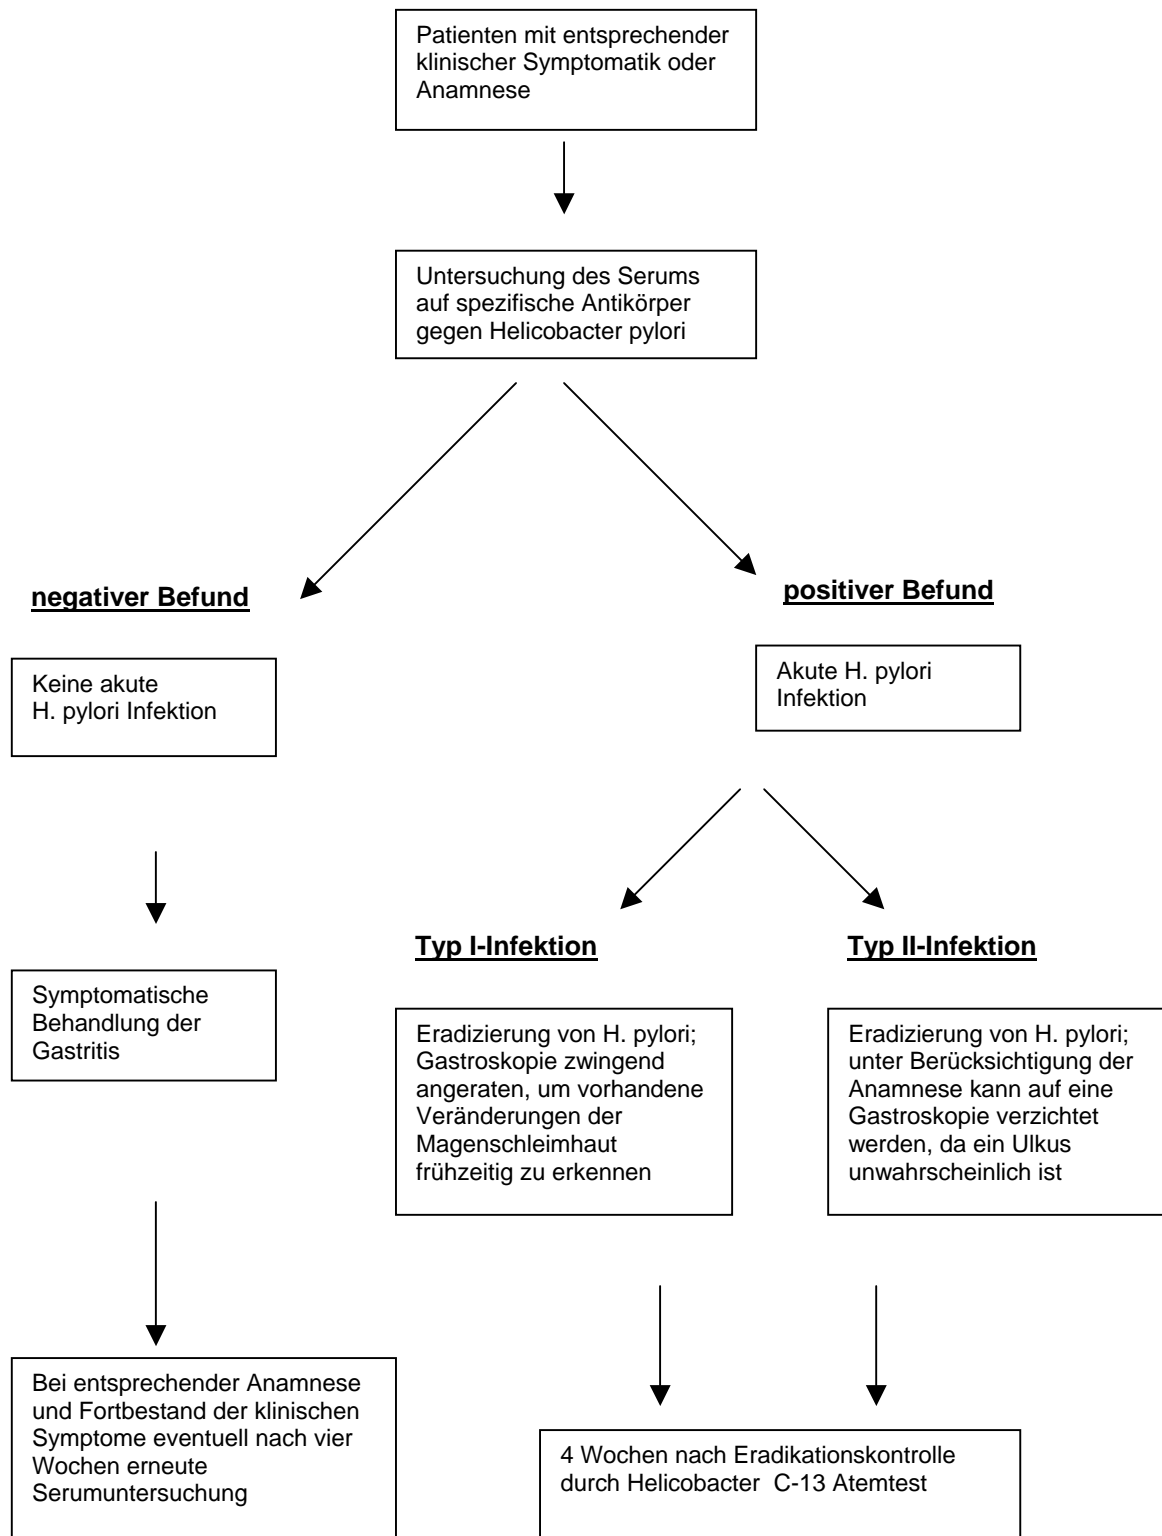 Patienten mit entsprechender
klinischer Symptomatik oder
Anamnese
Untersuchung des Serums
auf spezifische Antikörper
gegen Helicobacter pylori
negativer Befund
positiver Befund
Keine akute
H. pylori Infektion
Akute H. pylori
Infektion
Symptomatische
Behandlung der
Gastritis
Typ I-Infektion
Typ II-Infektion
Eradizierung von H. pylori;
Gastroskopie zwingend
angeraten, um vorhandene
Veränderungen der
Magenschleimhaut
frühzeitig zu erkennen
Eradizierung von H. pylori;
unter Berücksichtigung der
Anamnese kann auf eine
Gastroskopie verzichtet
werden, da ein Ulkus
unwahrscheinlich ist
Bei entsprechender Anamnese
und Fortbestand der klinischen
Symptome eventuell nach vier
Wochen erneute
Serumuntersuchung
4 Wochen nach Eradikationskontrolle
durch Helicobacter  C-13 Atemtest